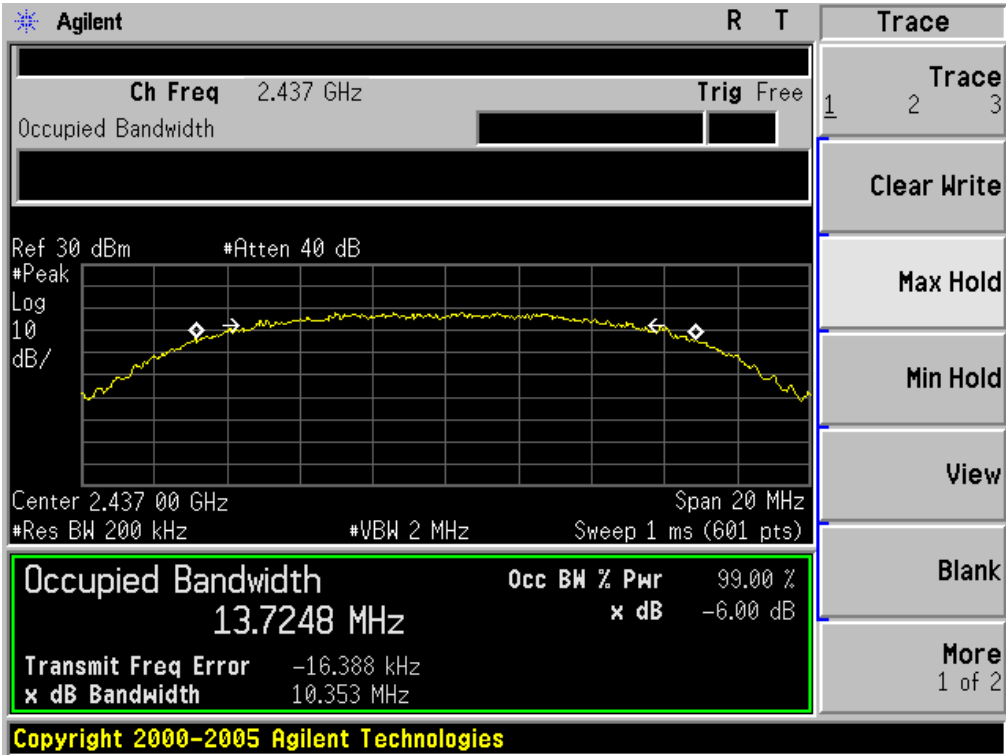 Agilent R T
Ch Freq 2.437 GHz Trig Free
Occupied Bandwidth
Ref 30 dBm #Atten 40 dB
#Peak
Log
10
dB/
Center 2.437 00 GHz Span 20 MHz
#Res BW 200 kHz #VBW 2 MHz Sweep 1 ms (601 pts)
Occupied Bandwidth
13.7248 MHz
Occ BW % Pwr 99.00 %
x dB -6.00 dB
Transmit Freq Error -16.388 kHz
x dB Bandwidth 10.353 MHz
Copyright 2000-2005 Agilent Technologies
Trace
Trace
1 2 3
Clear Write
Max Hold
Min Hold
View
Blank
More
1 of 2